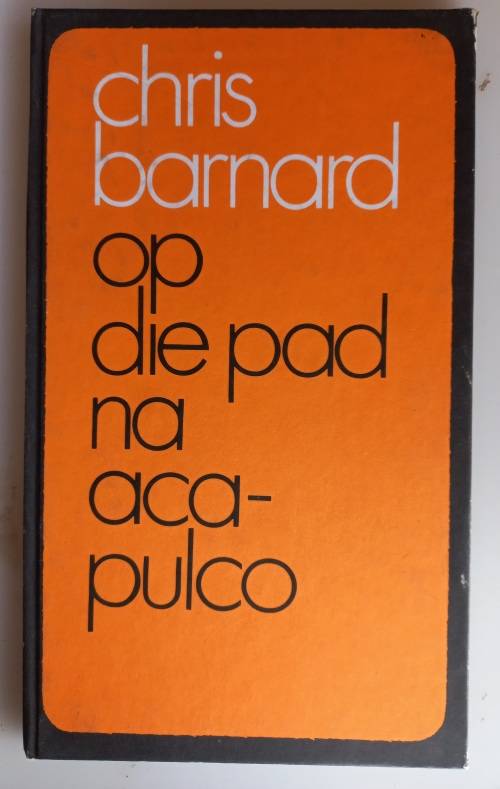 chris
barnard
op
die pad
na
aca-
pulco